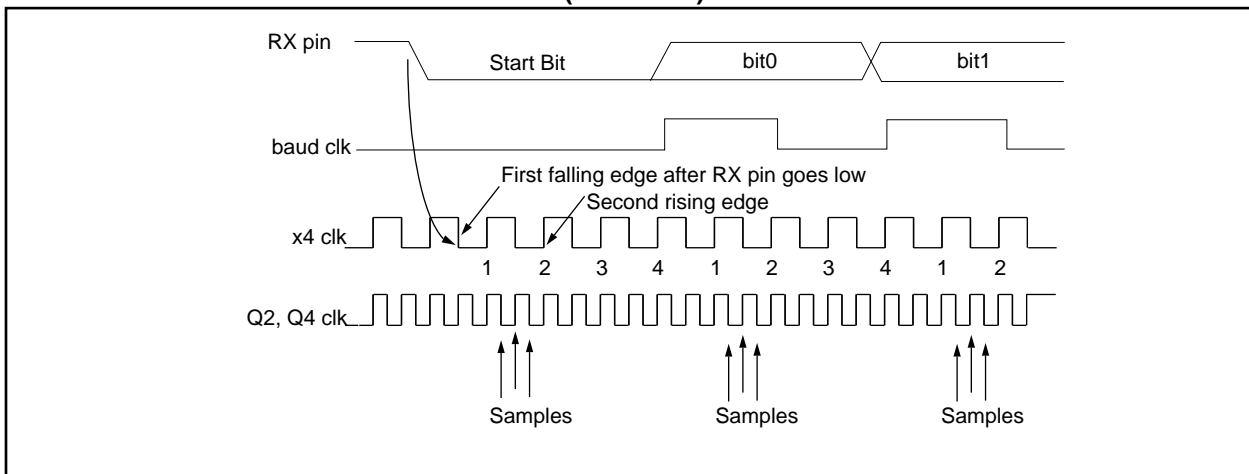 RX pin
Start Bit
bit0
bit1
baud clk
First falling edge after RX pin goes low
Second rising edge
x4 clk
1 2 3 4 1 2 3 4 1 2
Q2, Q4 clk
Samples Samples Samples